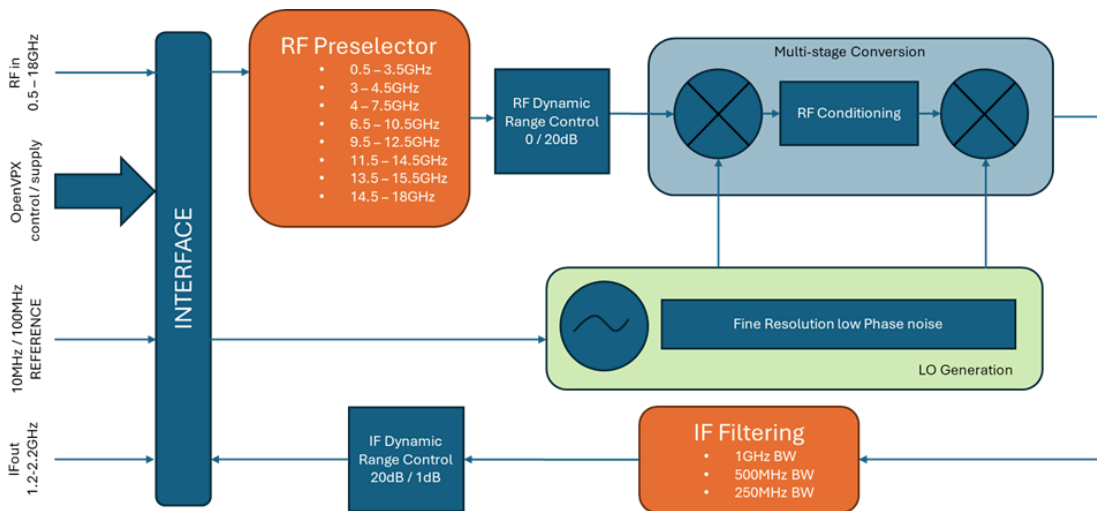 RF in
0.5 – 18GHz
OpenVPX
control / supply
10MHz / 100MHz
REFERENCE
IFout
1.2-2.2GHz
INTERFACE
RF Preselector
• 0.5 – 3.5GHz
• 3 – 4.5GHz
• 4 – 7.5GHz
• 6.5 – 10.5GHz
• 9.5 – 12.5GHz
• 11.5 – 14.5GHz
• 13.5 – 15.5GHz
• 14.5 – 18GHz
RF Dynamic
Range Control
0 / 20dB
Multi-stage Conversion
RF Conditioning
Fine Resolution low Phase noise
LO Generation
IF Dynamic
Range Control
20dB / 1dB
IF Filtering
• 1GHz BW
• 500MHz BW
• 250MHz BW